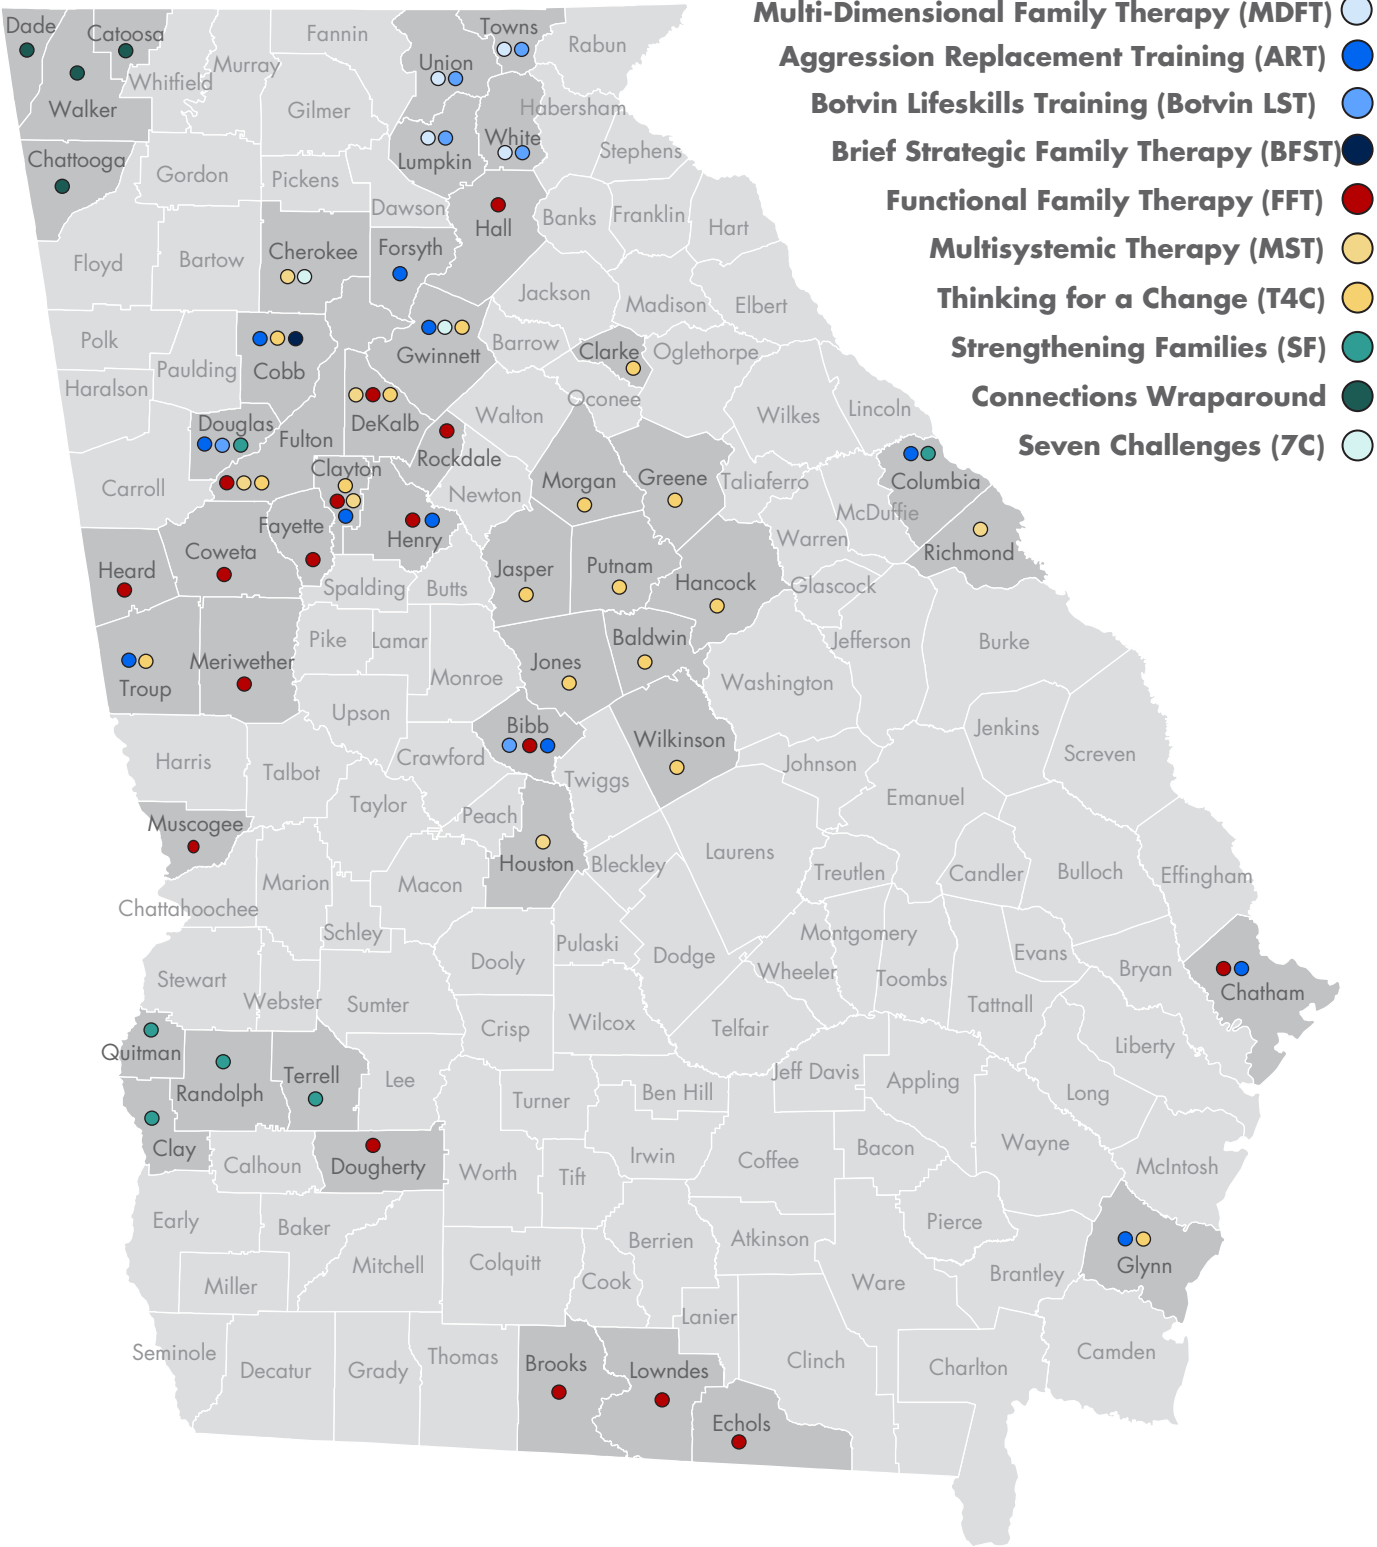 Multi-Dimensional Family Therapy (MDFT)
Aggression Replacement Training (ART)
Botvin Lifeskills Training (Botvin LST)
Brief Strategic Family Therapy (BFST)
Functional Family Therapy (FFT)
Multisystemic Therapy (MST)
Thinking for a Change (T4C)
Strengthening Families (SF)
Connections Wraparound
Seven Challenges (7C)
Dade
Catoosa
Walker
Whitfield
Murray
Fannin
Gilmer
Union
Towns
Rabun
Habersham
White
Lumpkin
Stephens
Chattooga
Gordon
Pickens
Dawson
Hall
Banks
Franklin
Hart
Floyd
Bartow
Cherokee
Forsyth
Jackson
Madison
Elbert
Polk
Paulding
Cobb
Gwinnett
Barrow
Clarke
Oglethorpe
Haralson
Oconee
Walton
Wilkes
Lincoln
Douglas
Fulton
DeKalb
Rockdale
Carroll
Clayton
Newton
Morgan
Greene
Taliaferro
Columbia
McDuffie
Fayette
Henry
Warren
Richmond
Heard
Coweta
Spalding
Butts
Jasper
Putnam
Hancock
Glascock
Troup
Meriwether
Pike
Lamar
Monroe
Jones
Baldwin
Washington
Jefferson
Burke
Upson
Bibb
Wilkinson
Jenkins
Screven
Harris
Talbot
Crawford
Twiggs
Johnson
Emanuel
Taylor
Peach
Muscogee
Houston
Bleckley
Laurens
Treutlen
Candler
Bulloch
Effingham
Chattahoochee
Marion
Macon
Schley
Dooly
Pulaski
Dodge
Montgomery
Wheeler
Toombs
Evans
Tattnall
Bryan
Chatham
Stewart
Webster
Sumter
Crisp
Wilcox
Telfair
Liberty
Quitman
Randolph
Terrell
Lee
Turner
Ben Hill
Jeff Davis
Appling
Long
Clay
Calhoun
Dougherty
Worth
Tift
Irwin
Coffee
Bacon
Wayne
McIntosh
Early
Baker
Mitchell
Colquitt
Berrien
Atkinson
Pierce
Miller
Cook
Lanier
Ware
Brantley
Glynn
Seminole
Decatur
Grady
Thomas
Brooks
Lowndes
Echols
Clinch
Charlton
Camden